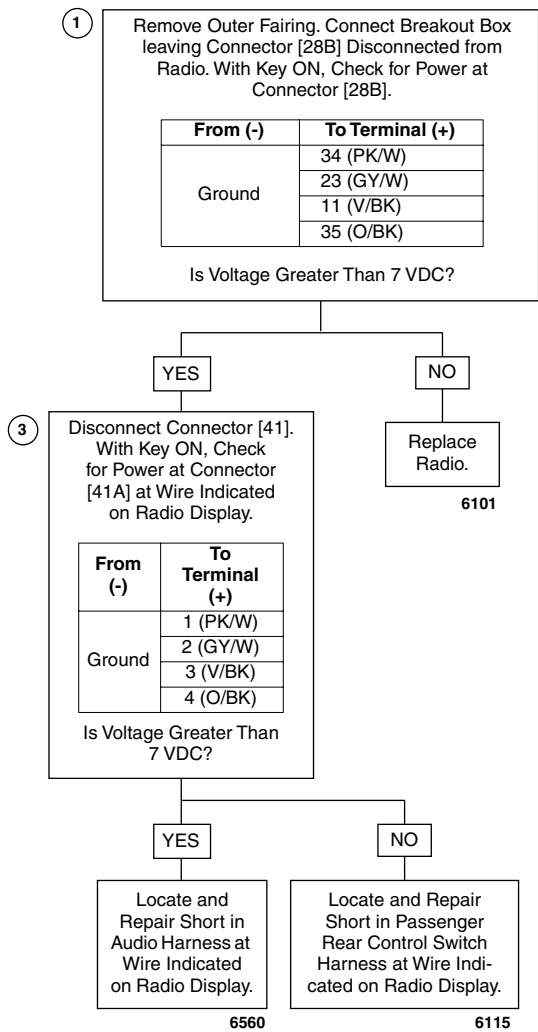 1
Remove Outer Fairing. Connect Breakout Box
leaving Connector [28B] Disconnected from
Radio. With Key ON, Check for Power at
Connector [28B].
From (-) To Terminal (+)
Ground
34 (PK/W)
23 (GY/W)
11 (V/BK)
35 (O/BK)
Is Voltage Greater Than 7 VDC?
YES
NO
3
Disconnect Connector [41].
With Key ON, Check
for Power at Connector
[41A] at Wire Indicated
on Radio Display.
From
(-)
To
Terminal
(+)
Ground
1 (PK/W)
2 (GY/W)
3 (V/BK)
4 (O/BK)
Is Voltage Greater Than
7 VDC?
Replace
Radio.
6101
YES
NO
Locate and
Repair Short in
Audio Harness at
Wire Indicated
on Radio Display.
6560
Locate and Repair
Short in Passenger
Rear Control Switch
Harness at Wire Indi-
cated on Radio Display.
6115